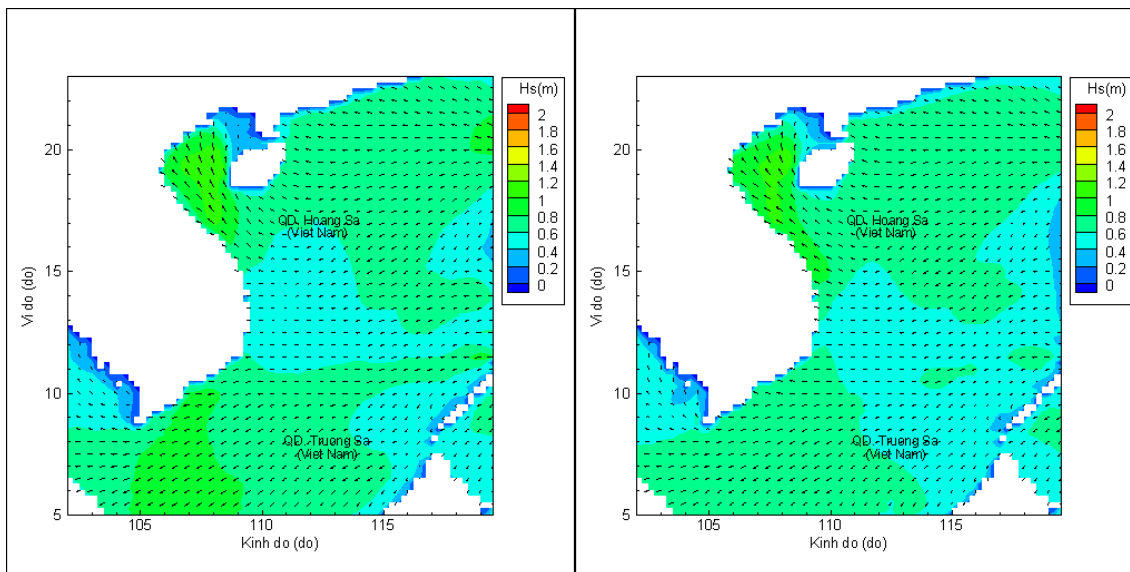 Hs(m)
2
1.8
1.6
1.4
1.2
1
0.8
0.6
0.4
0.2
0
20
15
10
5
Vi do (do)
QD. Hoang Sa
-(Viet Nam)
QD. Truong Sa
(Viet Nam)
105
110
115
Kinh do (do)
Hs(m)
2
1.8
1.6
1.4
1.2
1
0.8
0.6
0.4
0.2
0
20
15
10
5
Vi do (do)
QD. Hoang Sa
-(Viet Nam)
QD. Truong Sa
(Viet Nam)
105
110
115
Kinh do (do)